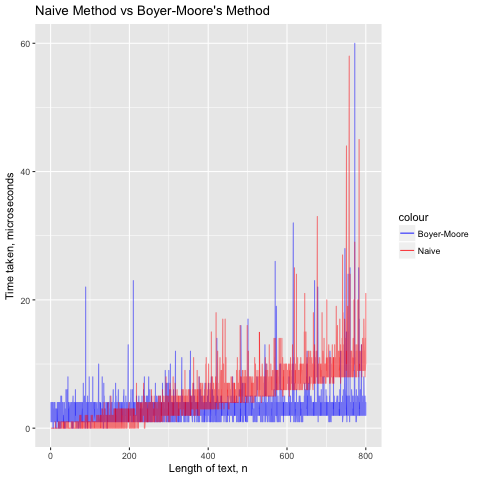 Naive Method vs Boyer-Moore's Method
Time taken, microseconds
60
40
20
0
0 200 400 600 800
Length of text, n
colour
Boyer-Moore
Naive